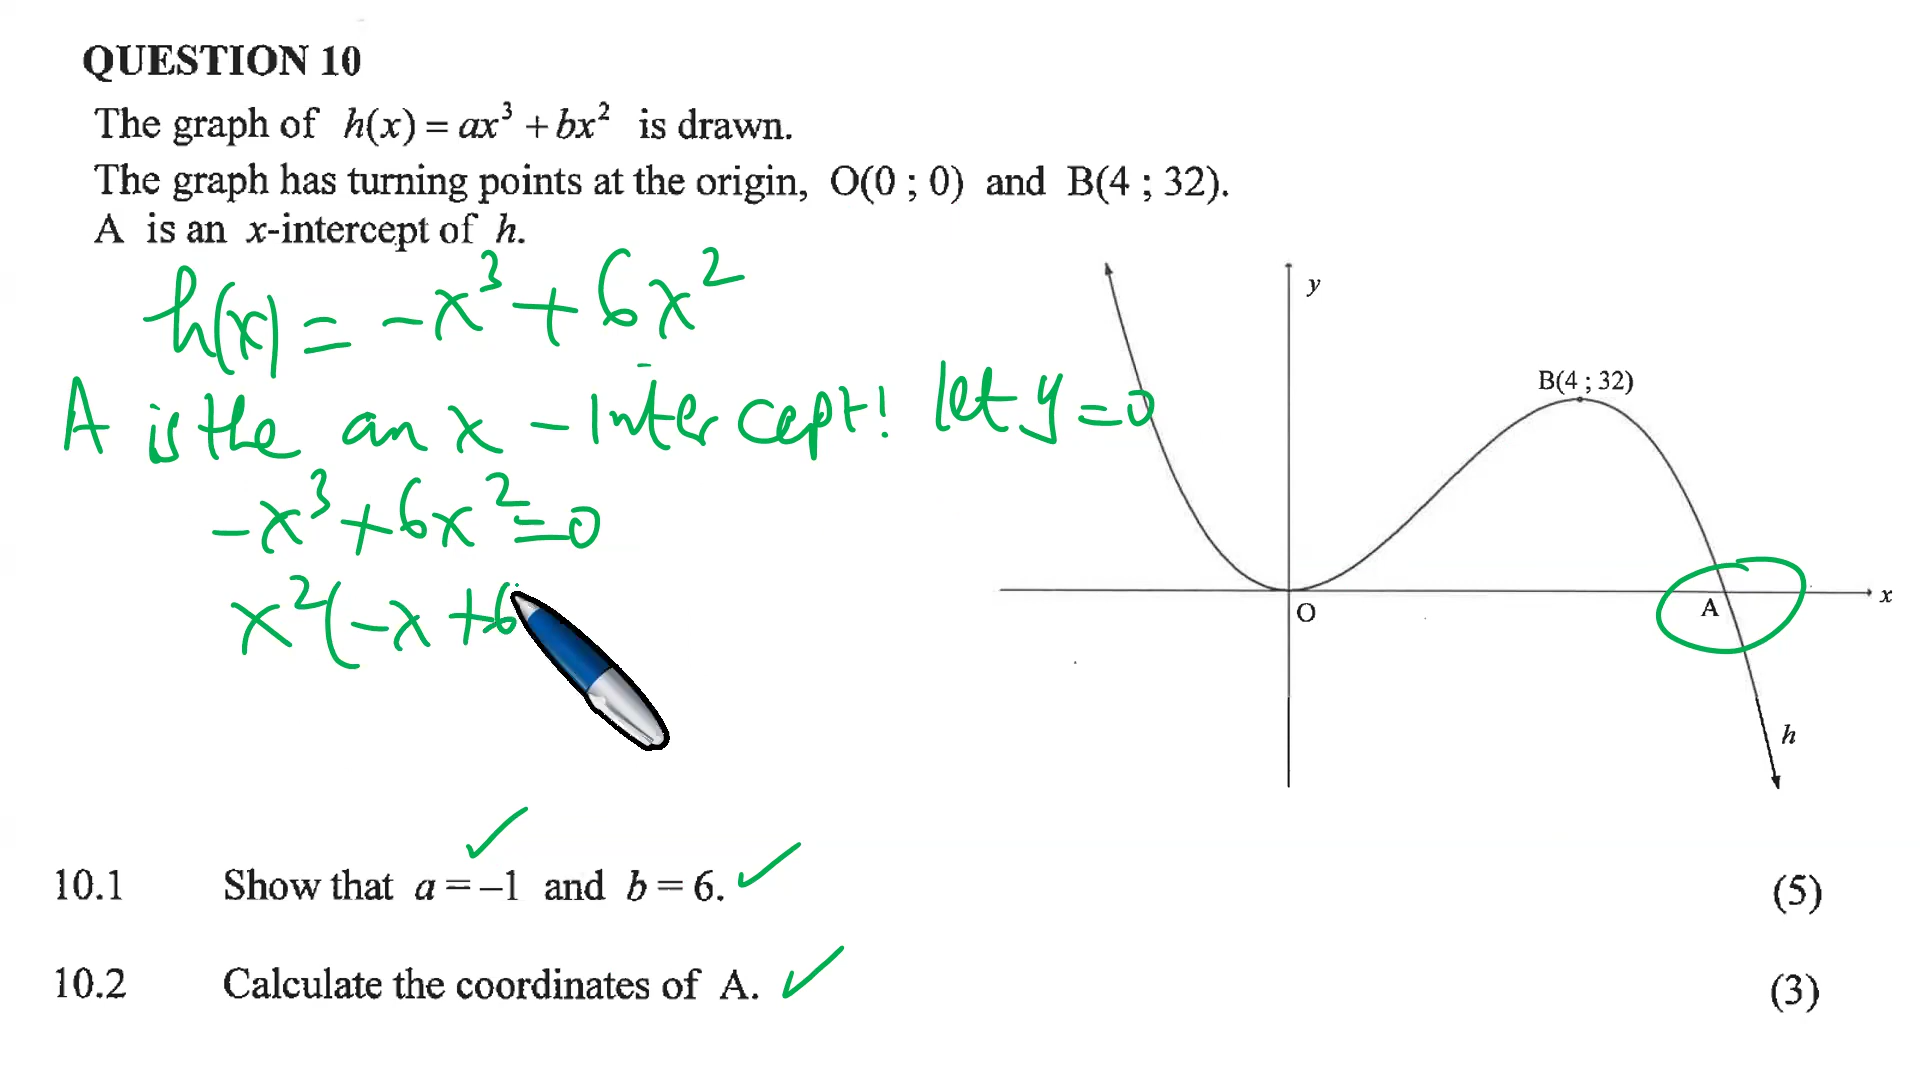 QUESTION 10
The graph of h(x) = ax³ + bx² is drawn.
The graph has turning points at the origin, O(0 ; 0) and B(4 ; 32).
A is an x-intercept of h.
h(x) = -x³ + 6x²
A is the an x - Intercept! let y = 0
-x³ + 6x² = 0
x²(-x + 6
y
B(4 ; 32)
O
A
x
h
10.1 Show that a = –1 and b = 6. (5)
10.2 Calculate the coordinates of A. (3)